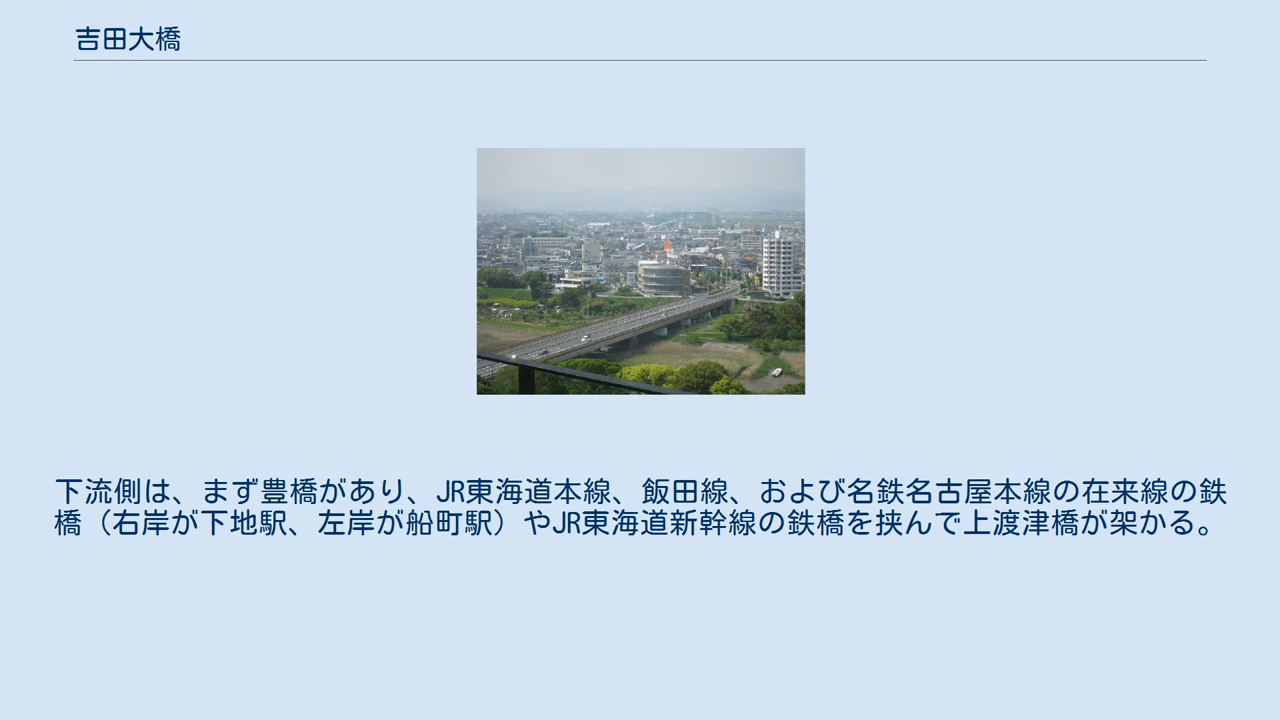 吉田大橋
下流側は、まず豊橋があり、JR東海道本線、飯田線、および名鉄名古屋本線の在来線の鉄
橋（右岸が下地駅、左岸が船町駅）やJR東海道新幹線の鉄橋を挟んで上渡津橋が架かる。